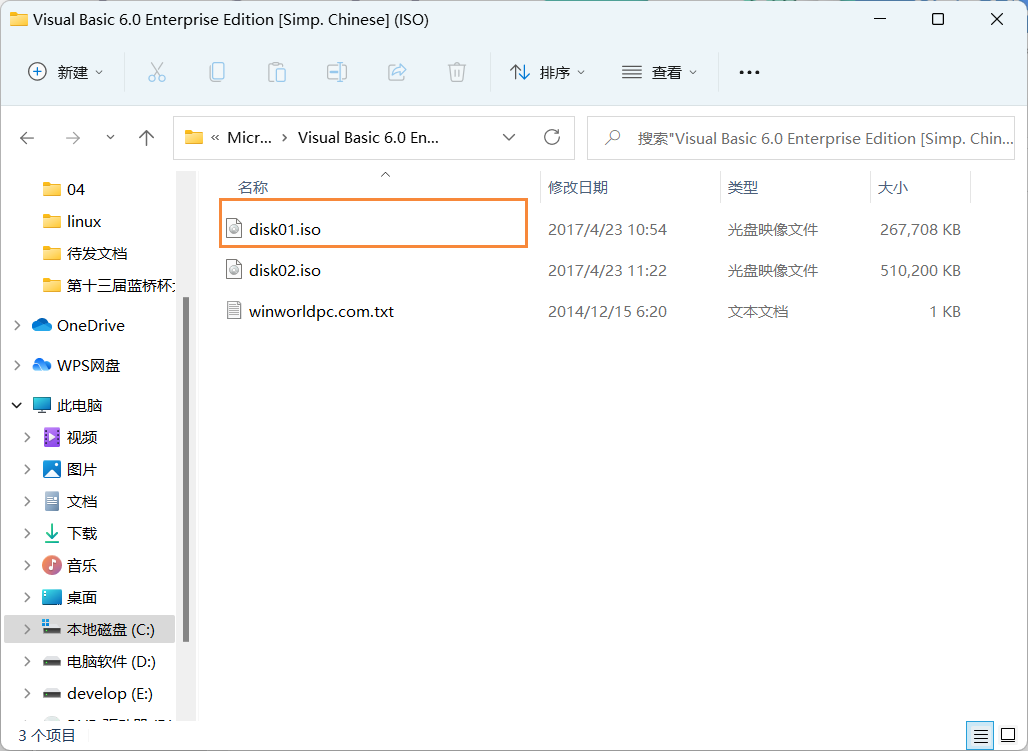 Visual Basic 6.0 Enterprise Edition [Simp. Chinese] (ISO)
新建 排序 查看
« Micr... › Visual Basic 6.0 En... 搜索"Visual Basic 6.0 Enterprise Edition [Simp. Chin...
名称 修改日期 类型 大小
disk01.iso 2017/4/23 10:54 光盘映像文件 267,708 KB
disk02.iso 2017/4/23 11:22 光盘映像文件 510,200 KB
winworldpc.com.txt 2014/12/15 6:20 文本文档 1 KB
04
linux
待发文档
第十三届蓝桥杯
OneDrive
WPS网盘
此电脑
视频
图片
文档
下载
音乐
桌面
本地磁盘 (C:)
电脑软件 (D:)
develop (E:)
3 个项目